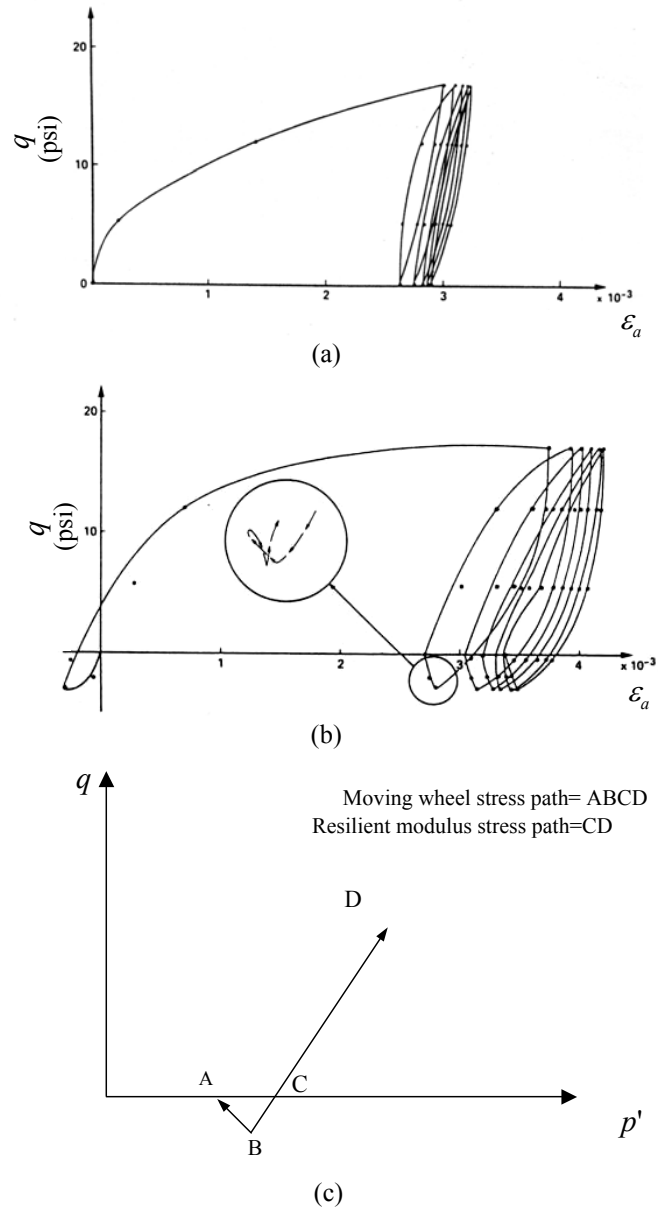 20
q
(psi)
10
0
1
2
3
4
x 10⁻³
εₐ
(a)
20
q
(psi)
10
1
2
3
4
x 10⁻³
εₐ
(b)
q
Moving wheel stress path= ABCD
Resilient modulus stress path=CD
D
A
C
B
p'
(c)